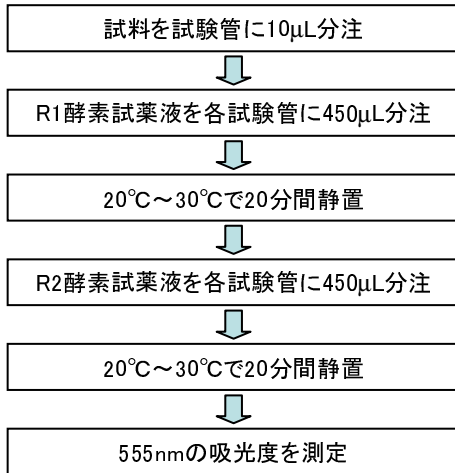 試料を試験管に10μL分注
R1酵素試薬液を各試験管に450μL分注
20℃～30℃で20分間静置
R2酵素試薬液を各試験管に450μL分注
20℃～30℃で20分間静置
555nmの吸光度を測定